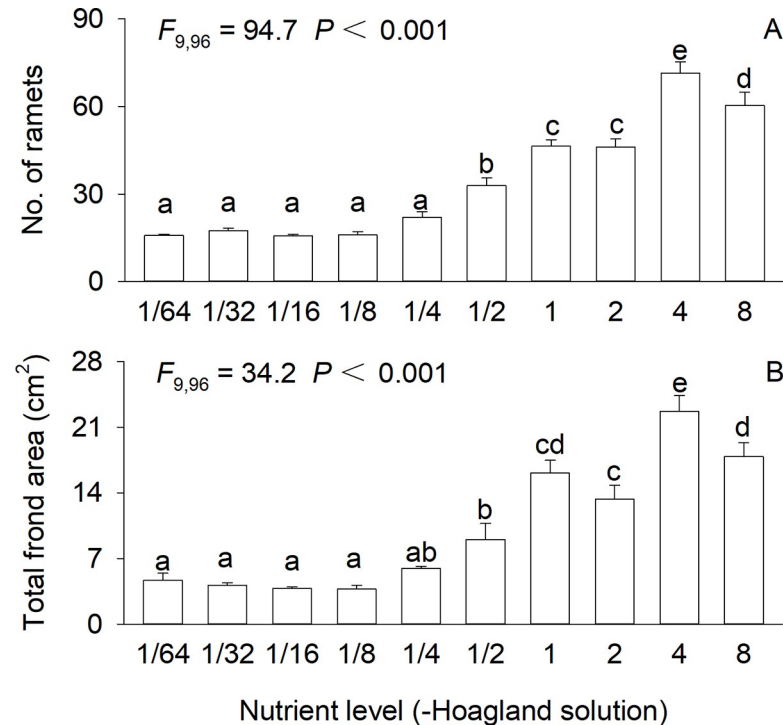 90
F9,96 = 94.7 P < 0.001
A
e
d
60
c c
b
30
a a a a a
0
No. of ramets
1/64 1/32 1/16 1/8 1/4 1/2 1 2 4 8
28
F9,96 = 34.2 P < 0.001
B
e
d
21
cd
c
14
b
ab
7
a a a a
0
Total frond area (cm²)
1/64 1/32 1/16 1/8 1/4 1/2 1 2 4 8
Nutrient level (-Hoagland solution)